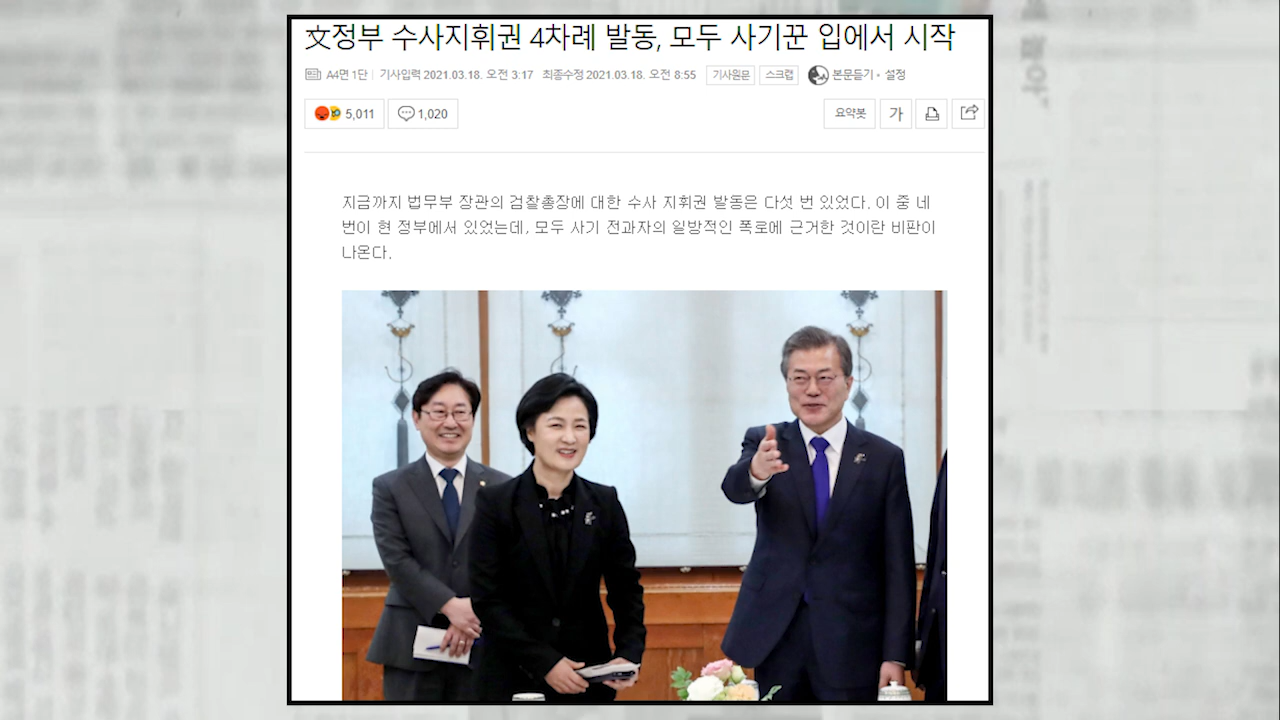 文정부 수사지휘권 4차례 발동, 모두 사기꾼 입에서 시작
A4면 1단 기사입력 2021.03.18. 오전 3:17 최종수정 2021.03.18. 오전 8:55 기사원문 스크랩 본문듣기 · 설정
5,011 1,020 요약봇 가
지금까지 법무부 장관의 검찰총장에 대한 수사 지휘권 발동은 다섯 번 있었다. 이 중 네
번이 현 정부에서 있었는데, 모두 사기 전과자의 일방적인 폭로에 근거한 것이란 비판이
나온다.